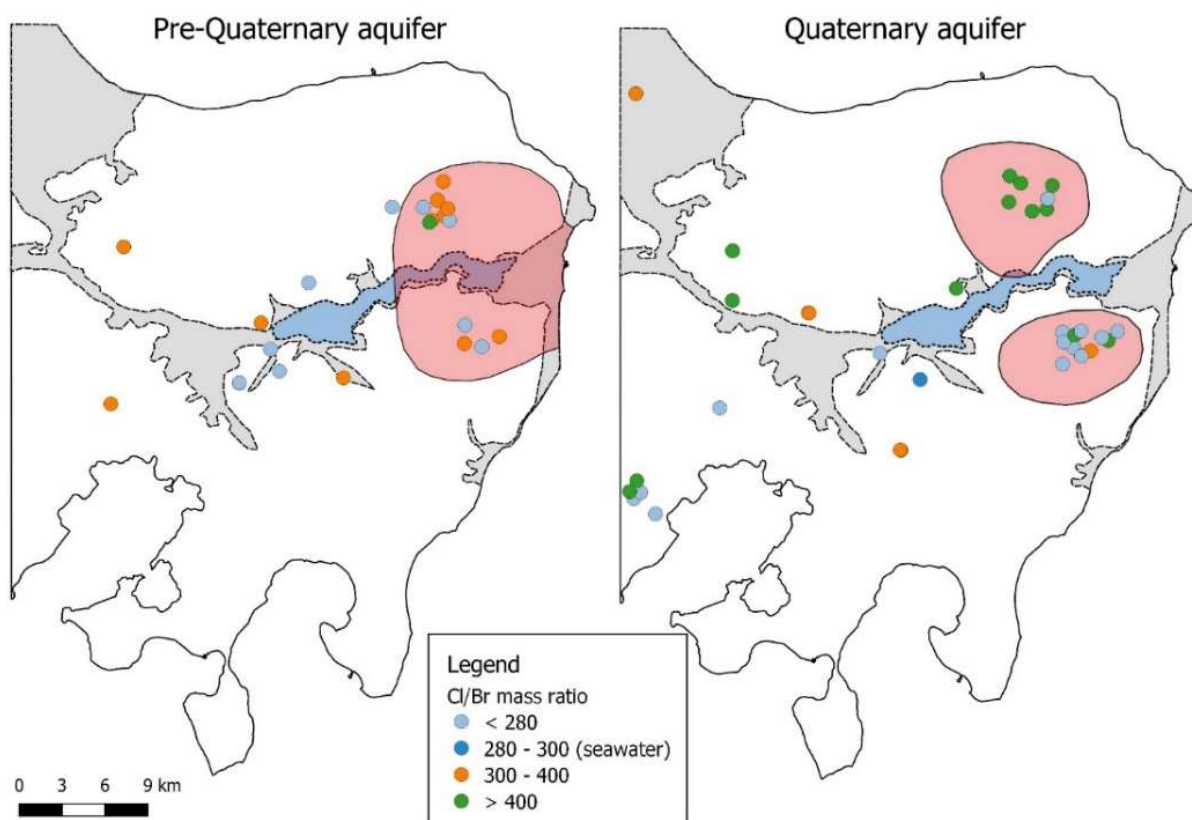 Pre-Quaternary aquifer
Quaternary aquifer
Legend
Cl/Br mass ratio
< 280
280 - 300 (seawater)
300 - 400
> 400
0 3 6 9 km